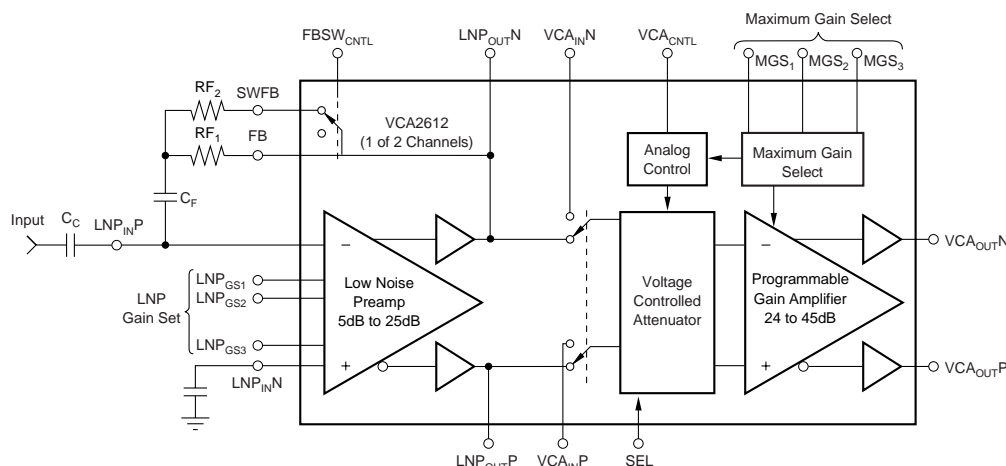 Maximum Gain Select
FBSW_CNTL
LNP_OUTN
VCA_INN
VCA_CNTL
MGS_1
MGS_2
MGS_3
RF_2
SWFB
VCA2612
(1 of 2 Channels)
RF_1
FB
Analog
Control
Maximum Gain
Select
C_F
Input
C_C
LNP_INP
VCA_OUTN
LNP
Gain Set
LNP_GS1
LNP_GS2
LNP_GS3
Low Noise
Preamp
5dB to 25dB
Voltage
Controlled
Attenuator
Programmable
Gain Amplifier
24 to 45dB
LNP_INN
VCA_OUTP
LNP_OUTP
VCA_INP
SEL